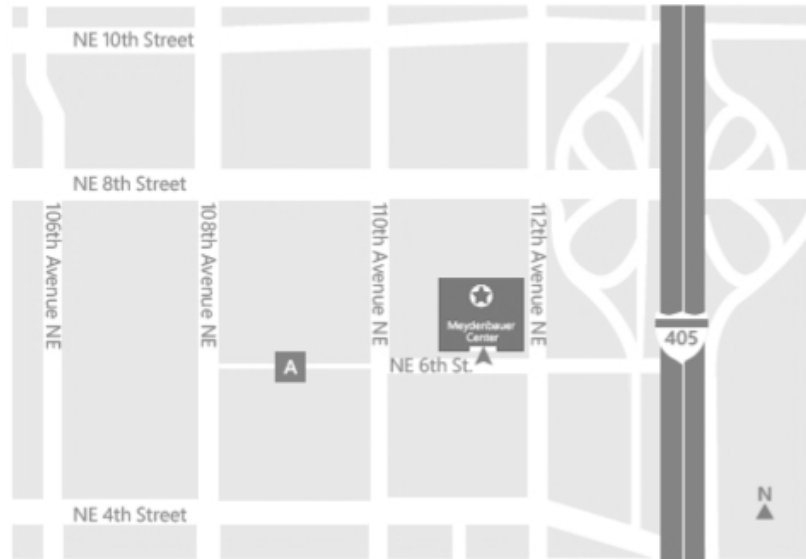 NE 10th Street
NE 8th Street
106th Avenue NE
108th Avenue NE
110th Avenue NE
112th Avenue NE
Meydenbauer
Center
405
A
NE 6th St.
N
NE 4th Street